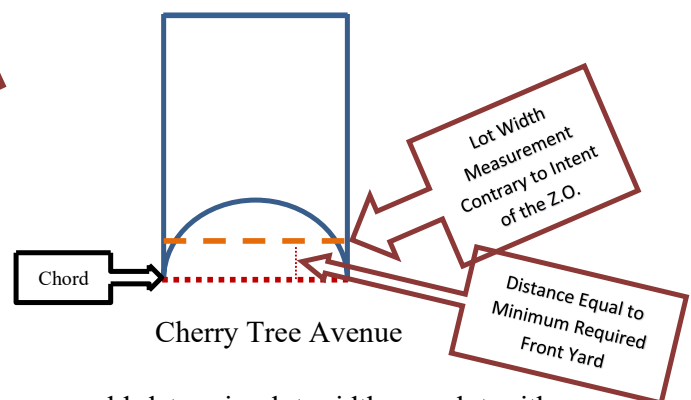 Lot Width
Measurement
Contrary to Intent
of the Z.O.
Chord
Distance Equal to
Minimum Required
Front Yard
Cherry Tree Avenue